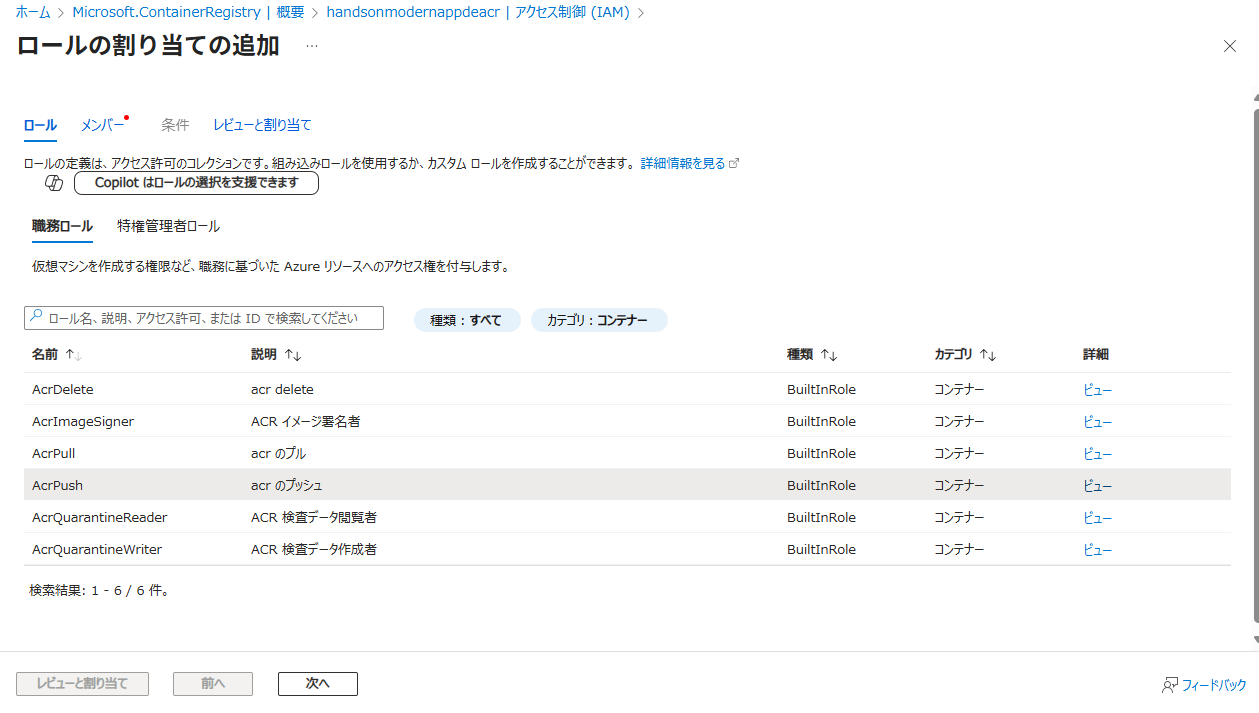 ホーム > Microsoft.ContainerRegistry | 概要 > handsonmodernappdeacr | アクセス制御 (IAM) >
ロールの割り当ての追加 …
ロール メンバー 条件 レビューと割り当て
ロールの定義は、アクセス許可のコレクションです。組み込みロールを使用するか、カスタム ロールを作成することができます。 詳細情報を見る
Copilot はロールの選択を支援できます
職務ロール 特権管理者ロール
仮想マシンを作成する権限など、職務に基づいた Azure リソースへのアクセス権を付与します。
ロール名、説明、アクセス許可、または ID で検索してください 種類 : すべて カテゴリ : コンテナー
名前 ↑↓ 説明 ↑↓ 種類 ↑↓ カテゴリ ↑↓ 詳細
AcrDelete acr delete BuiltInRole コンテナー ビュー
AcrImageSigner ACR イメージ署名者 BuiltInRole コンテナー ビュー
AcrPull acr のプル BuiltInRole コンテナー ビュー
AcrPush acr のプッシュ BuiltInRole コンテナー ビュー
AcrQuarantineReader ACR 検査データ閲覧者 BuiltInRole コンテナー ビュー
AcrQuarantineWriter ACR 検査データ作成者 BuiltInRole コンテナー ビュー
検索結果: 1 - 6 / 6 件。
レビューと割り当て 前へ 次へ フィードバック